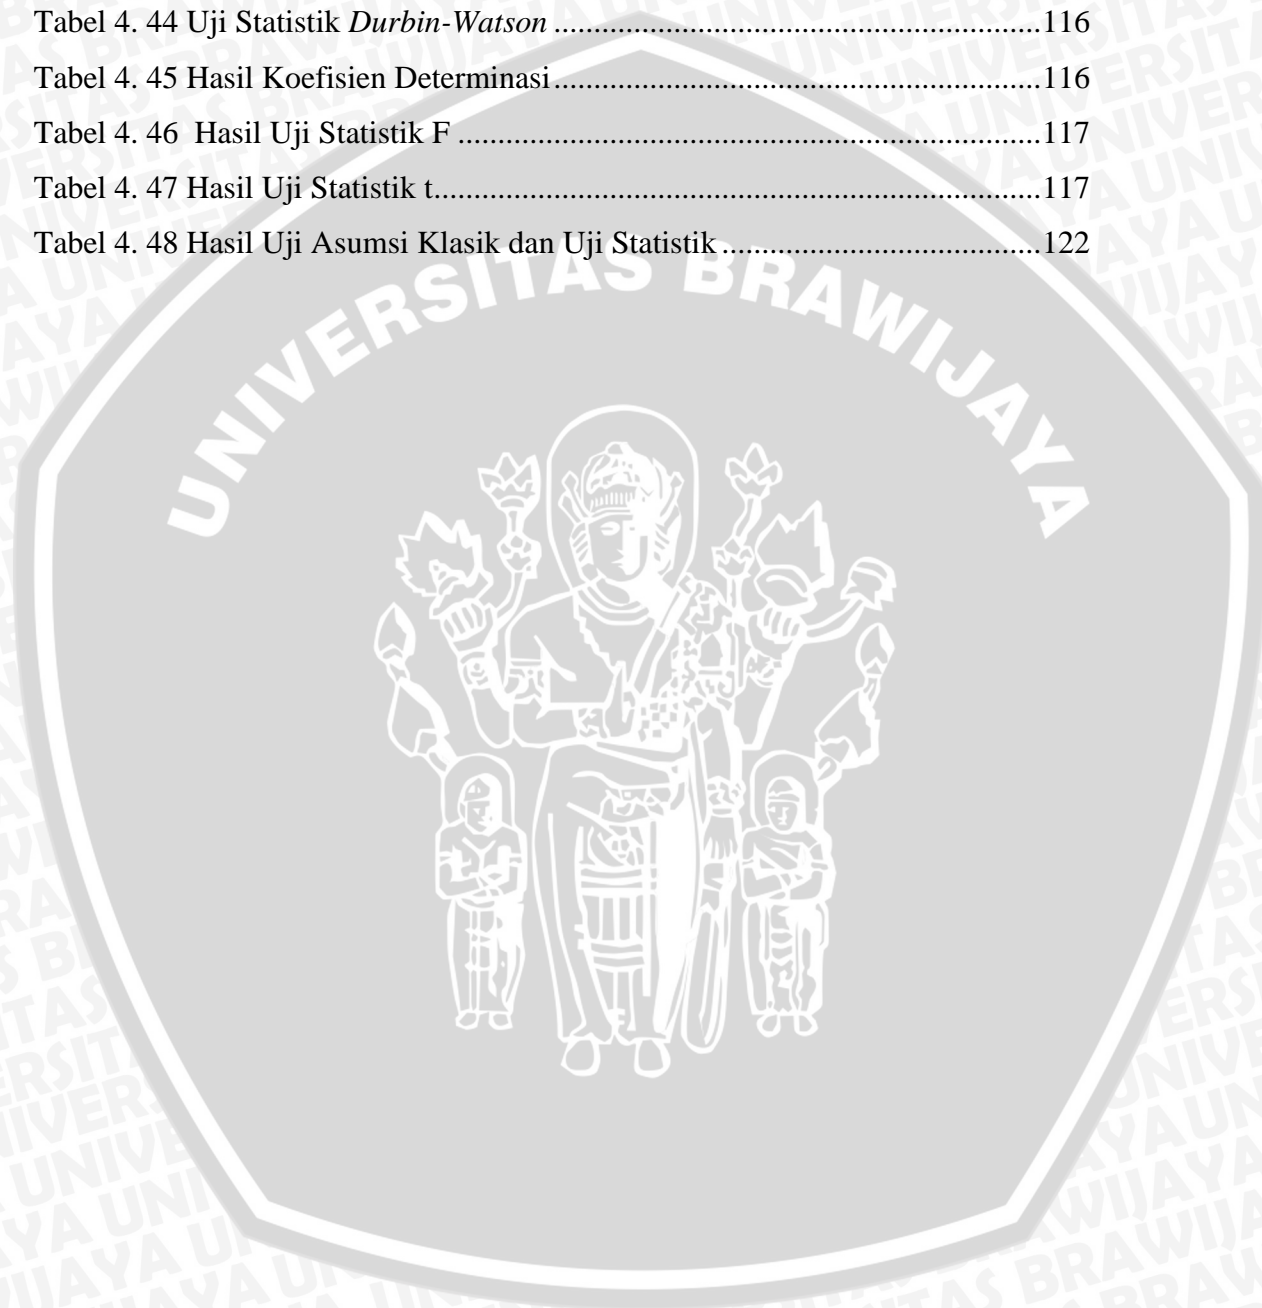 Tabel 4. 44 Uji Statistik Durbin-Watson ............................................................116
Tabel 4. 45 Hasil Koefisien Determinasi............................................................116
Tabel 4. 46  Hasil Uji Statistik F ........................................................................117
Tabel 4. 47 Hasil Uji Statistik t...........................................................................117
Tabel 4. 48 Hasil Uji Asumsi Klasik dan Uji Statistik .......................................122
UNIVERSITAS BRAWIJAYA